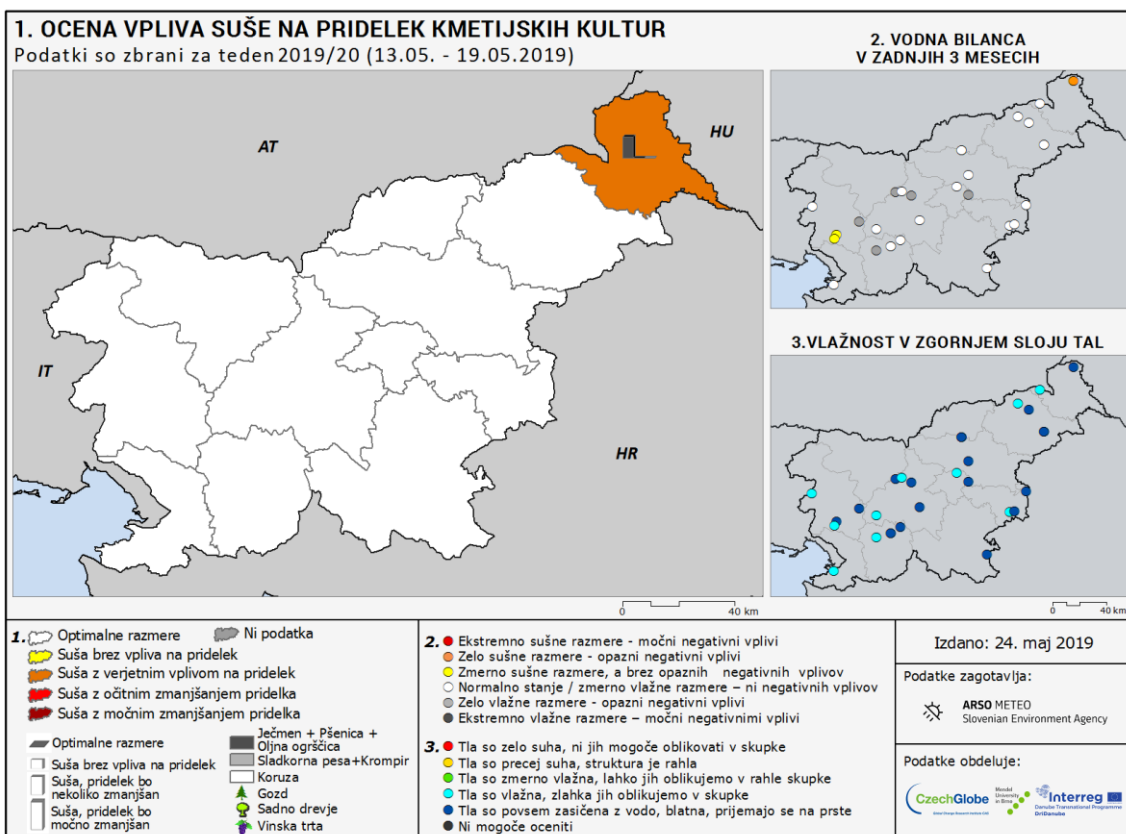 1. OCENA VPLIVA SUŠE NA PRIDELEK KMETIJSKIH KULTUR
Podatki so zbrani za teden 2019/20 (13.05. - 19.05.2019)
AT
HU
IT
HR
0 40 km
2. VODNA BILANCA
V ZADNJIH 3 MESECIH
3.VLAŽNOST V ZGORNJEM SLOJU TAL
0 40 km
1.
Optimalne razmere
Ni podatka
Suša brez vpliva na pridelek
Suša z verjetnim vplivom na pridelek
Suša z očitnim zmanjšanjem pridelka
Suša z močnim zmanjšanjem pridelka
Optimalne razmere
Suša brez vpliva na pridelek
Suša, pridelek bo
nekoliko zmanjšan
Suša, pridelek bo
močno zmanjšan
Ječmen + Pšenica +
Oljna ogrščica
Sladkorna pesa+Krompir
Koruza
Gozd
Sadno drevje
Vinska trta
2.
Ekstremno sušne razmere - močni negativni vplivi
Zelo sušne razmere - opazni negativni vplivi
Zmerno sušne razmere, a brez opaznih negativnih vplivov
Normalno stanje / zmerno vlažne razmere – ni negativnih vplivov
Zelo vlažne razmere - opazni negativni vplivi
Ekstremno vlažne razmere – močni negativnimi vplivi
3.
Tla so zelo suha, ni jih mogoče oblikovati v skupke
Tla so precej suha, struktura je rahla
Tla so zmerno vlažna, lahko jih oblikujemo v rahle skupke
Tla so vlažna, zlahka jih oblikujemo v skupke
Tla so povsem zasičena z vodo, blatna, prijemajo se na prste
Ni mogoče oceniti
Izdano: 24. maj 2019
Podatke zagotavlja:
ARSO METEO
Slovenian Environment Agency
Podatke obdeluje:
CzechGlobe
Mendel
University
in Brno
Interreg
Danube Transnational Programme
DriDanube